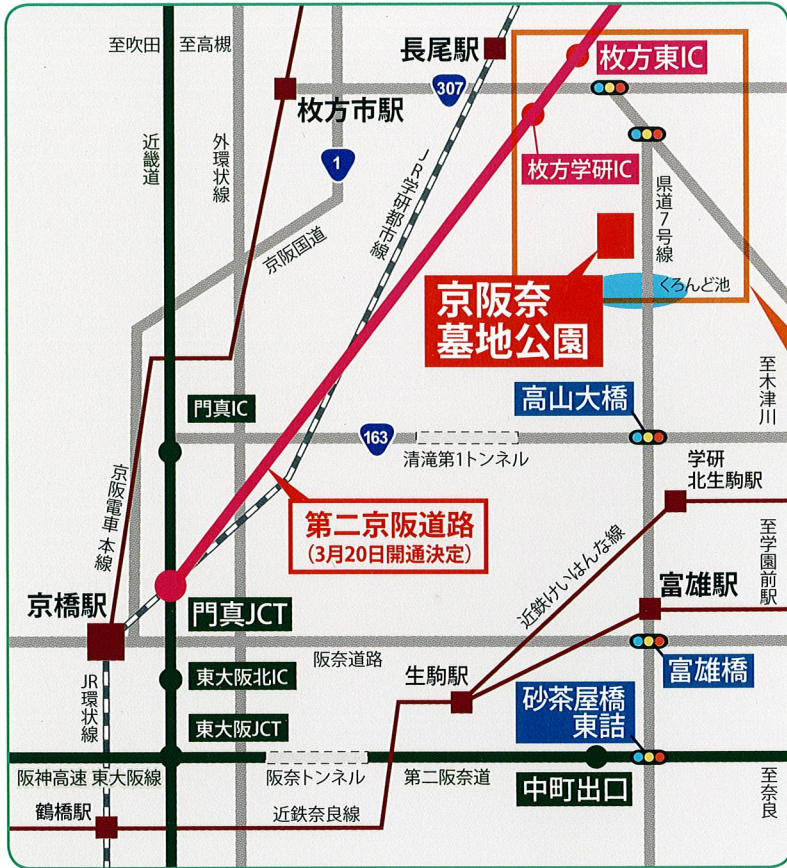 至吹田
至高槻
長尾駅
枚方東IC
307
枚方市駅
近畿道
外環状線
1
JR学研都市線
枚方学研IC
県道7号線
京阪国道
くろんど池
京阪奈
墓地公園
至木津川
門真IC
高山大橋
163
清滝第1トンネル
京阪電車 本線
学研
北生駒駅
第二京阪道路
(3月20日開通決定)
近鉄けいはんな線
至学園前駅
京橋駅
門真JCT
富雄駅
阪奈道路
東大阪北IC
生駒駅
富雄橋
JR環状線
東大阪JCT
砂茶屋橋
東詰
阪神高速 東大阪線
阪奈トンネル
第二阪奈道
中町出口
至奈良
鶴橋駅
近鉄奈良線